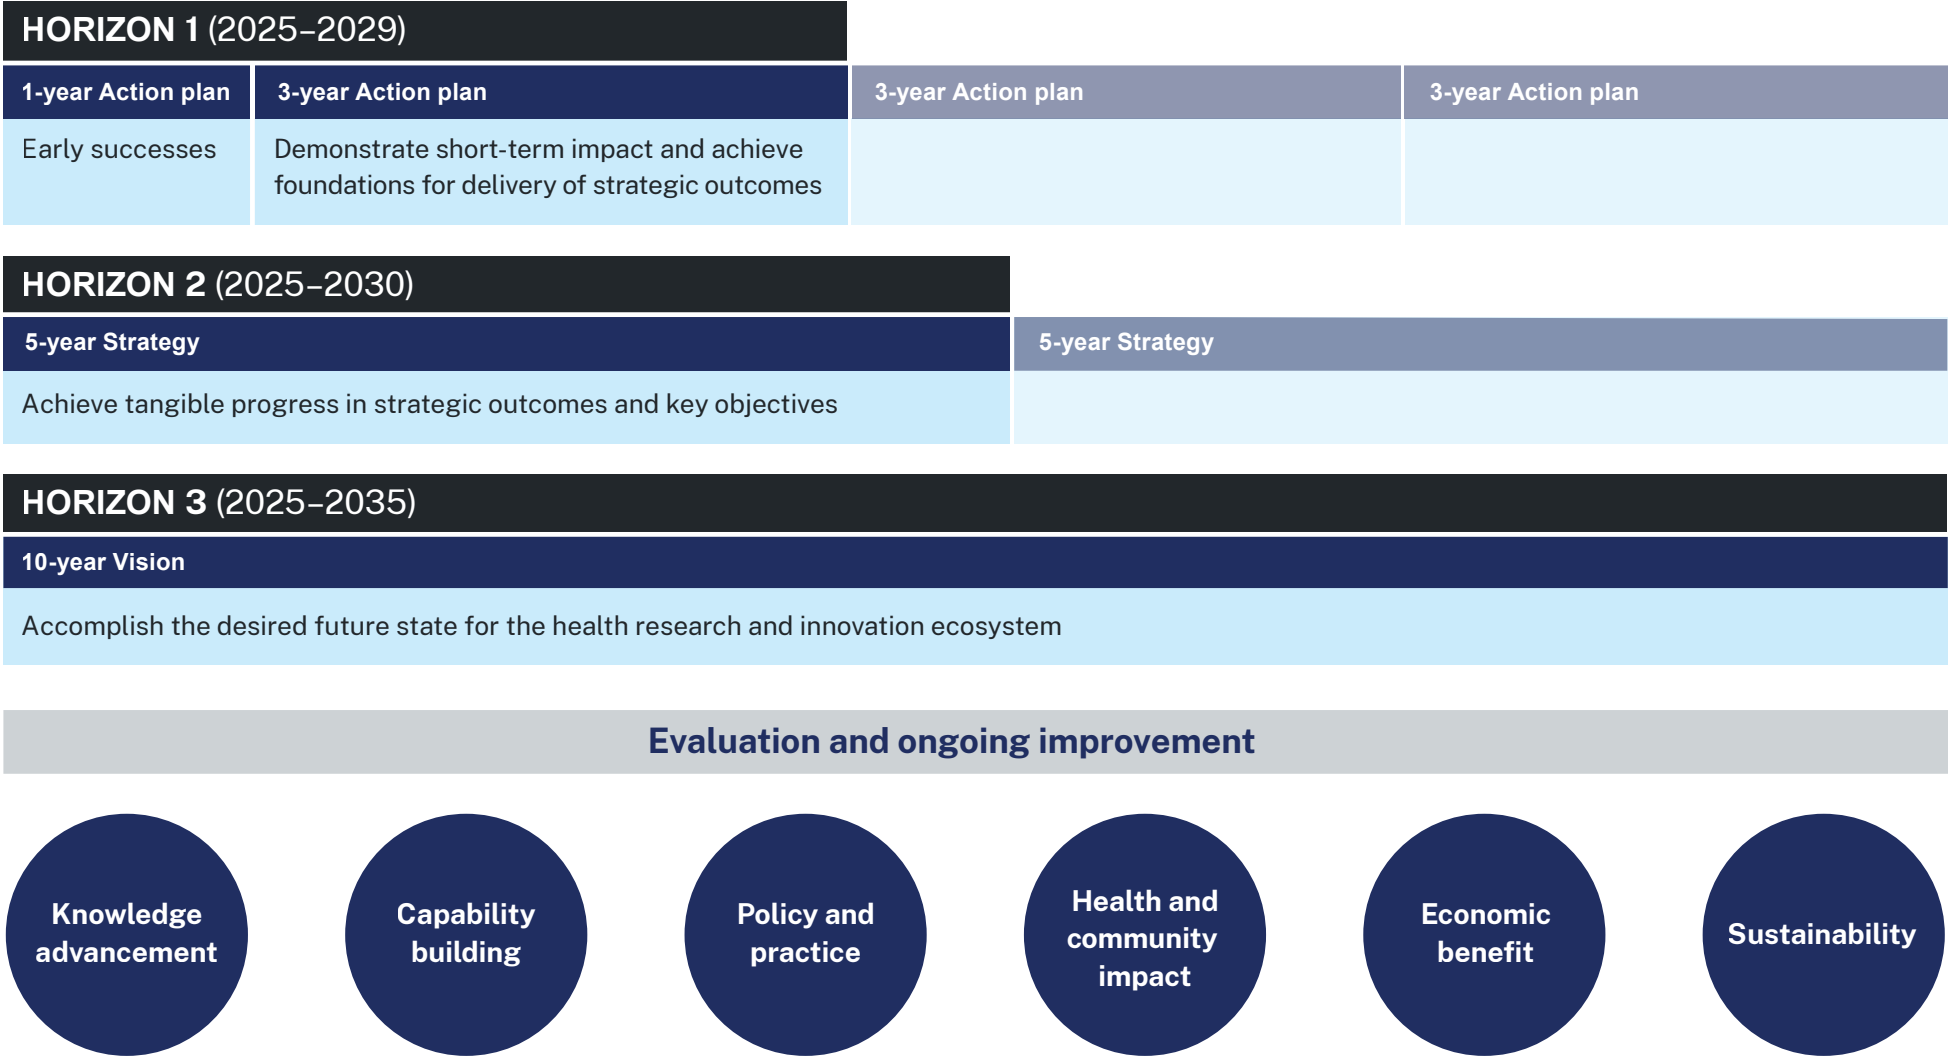 HORIZON 1 (2025–2029)
1-year Action plan
3-year Action plan
3-year Action plan
3-year Action plan
Early successes
Demonstrate short-term impact and achieve
foundations for delivery of strategic outcomes
HORIZON 2 (2025–2030)
5-year Strategy
5-year Strategy
Achieve tangible progress in strategic outcomes and key objectives
HORIZON 3 (2025–2035)
10-year Vision
Accomplish the desired future state for the health research and innovation ecosystem
Evaluation and ongoing improvement
Knowledge
advancement
Capability
building
Policy and
practice
Health and
community
impact
Economic
benefit
Sustainability